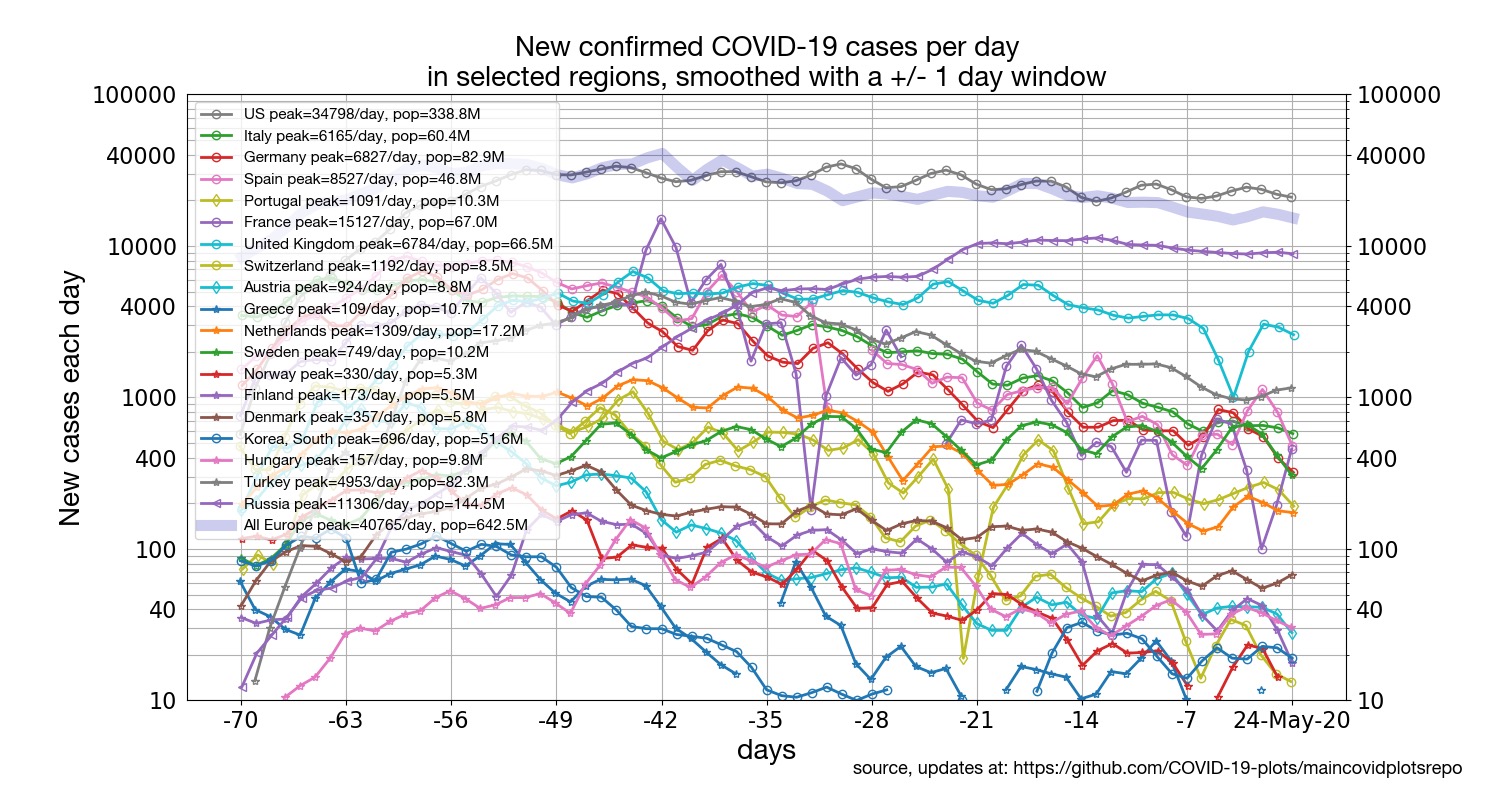 New confirmed COVID-19 cases per day
in selected regions, smoothed with a +/- 1 day window
New cases each day
100000
40000
10000
4000
1000
400
100
40
10
US peak=34798/day, pop=338.8M
Italy peak=6165/day, pop=60.4M
Germany peak=6827/day, pop=82.9M
Spain peak=8527/day, pop=46.8M
Portugal peak=1091/day, pop=10.3M
France peak=15127/day, pop=67.0M
United Kingdom peak=6784/day, pop=66.5M
Switzerland peak=1192/day, pop=8.5M
Austria peak=924/day, pop=8.8M
Greece peak=109/day, pop=10.7M
Netherlands peak=1309/day, pop=17.2M
Sweden peak=749/day, pop=10.2M
Norway peak=330/day, pop=5.3M
Finland peak=173/day, pop=5.5M
Denmark peak=357/day, pop=5.8M
Korea, South peak=696/day, pop=51.6M
Hungary peak=157/day, pop=9.8M
Turkey peak=4953/day, pop=82.3M
Russia peak=11306/day, pop=144.5M
All Europe peak=40765/day, pop=642.5M
100000
40000
10000
4000
1000
400
100
40
10
-70 -63 -56 -49 -42 -35 -28 -21 -14 -7 24-May-20
days
source, updates at: https://github.com/COVID-19-plots/maincovidplotsrepo